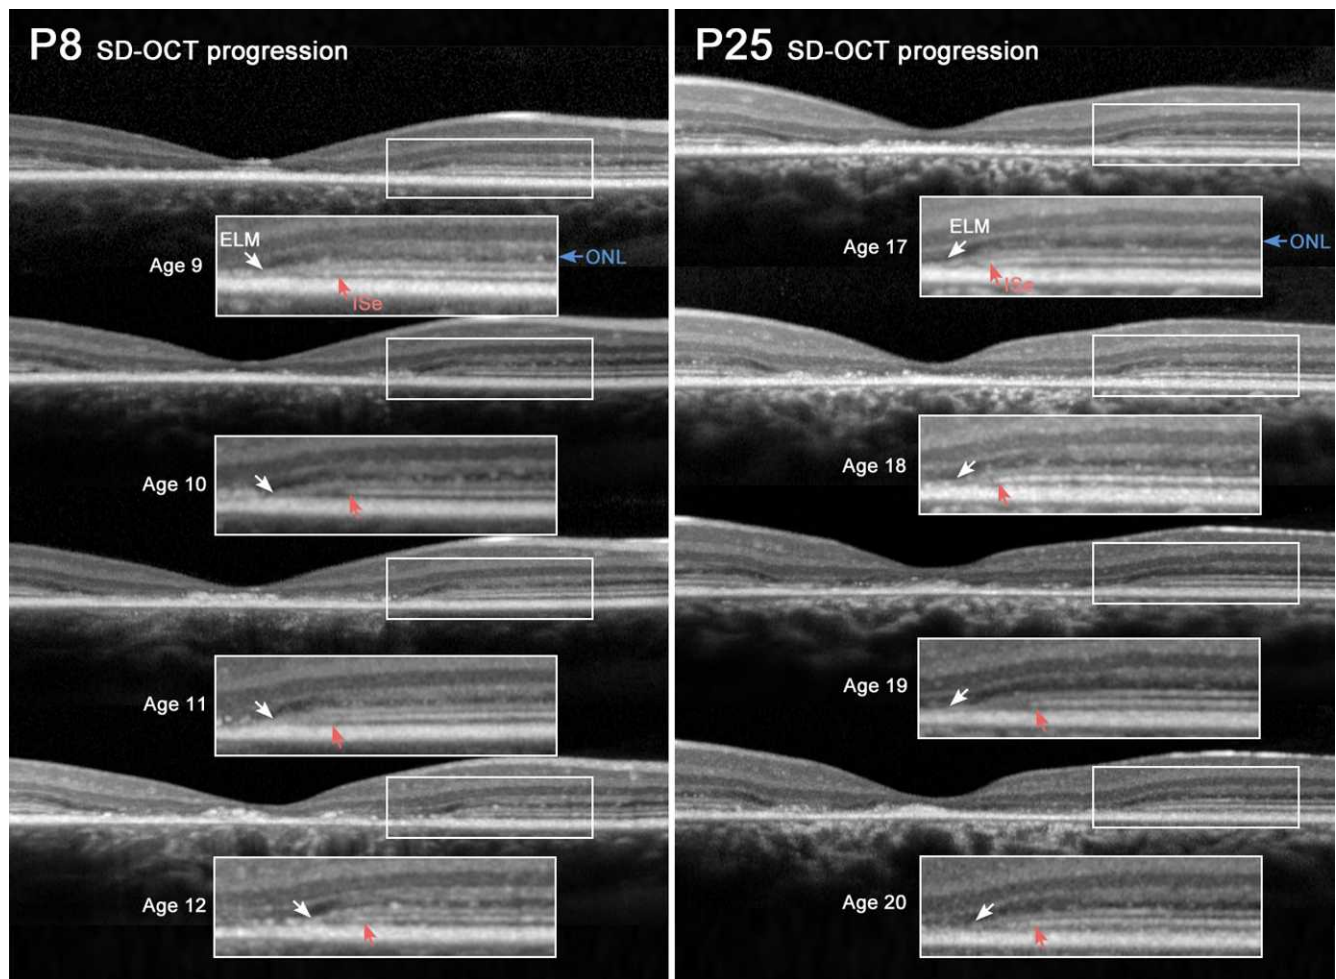 P8 SD-OCT progression
ELM
ONL
Age 9
ISe
Age 10
Age 11
Age 12
P25 SD-OCT progression
ELM
ONL
Age 17
ISe
Age 18
Age 19
Age 20